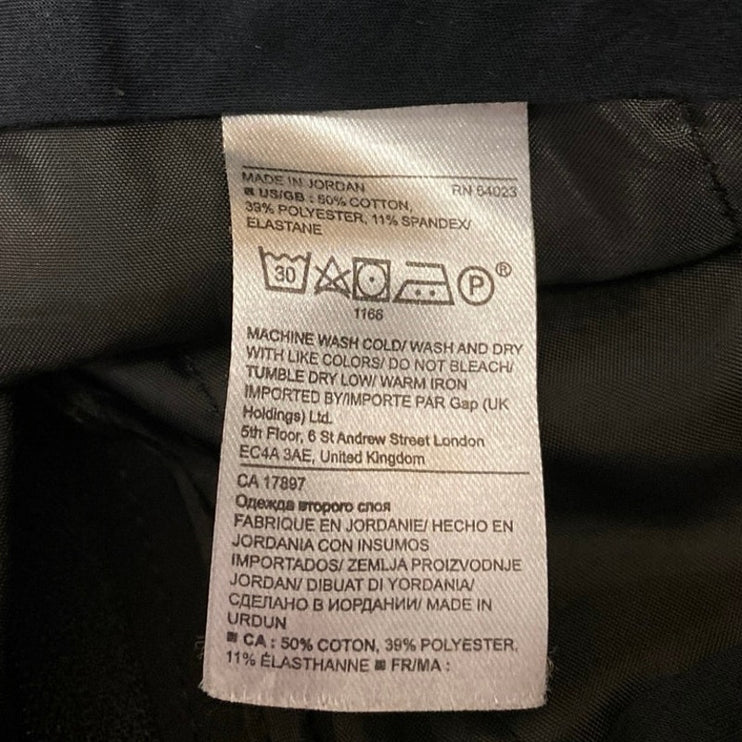 MADE IN JORDAN RN 54023
US/GB : 50% COTTON,
39% POLYESTER, 11% SPANDEX/
ELASTANE
30 P®
1166
MACHINE WASH COLD/ WASH AND DRY
WITH LIKE COLORS/ DO NOT BLEACH/
TUMBLE DRY LOW/ WARM IRON
IMPORTED BY/IMPORTE PAR Gap (UK
Holdings) Ltd.
5th Floor, 6 St Andrew Street London
EC4A 3AE, United Kingdom
CA 17897
Одежда второго слоя
FABRIQUE EN JORDANIE/ HECHO EN
JORDANIA CON INSUMOS
IMPORTADOS/ ZEMLJA PROIZVODNJE
JORDAN/ DIBUAT DI YORDANIA/
СДЕЛАНО В ИОРДАНИИ/ MADE IN
URDUN
CA : 50% COTON, 39% POLYESTER,
11% ÉLASTHANNE FR/MA :